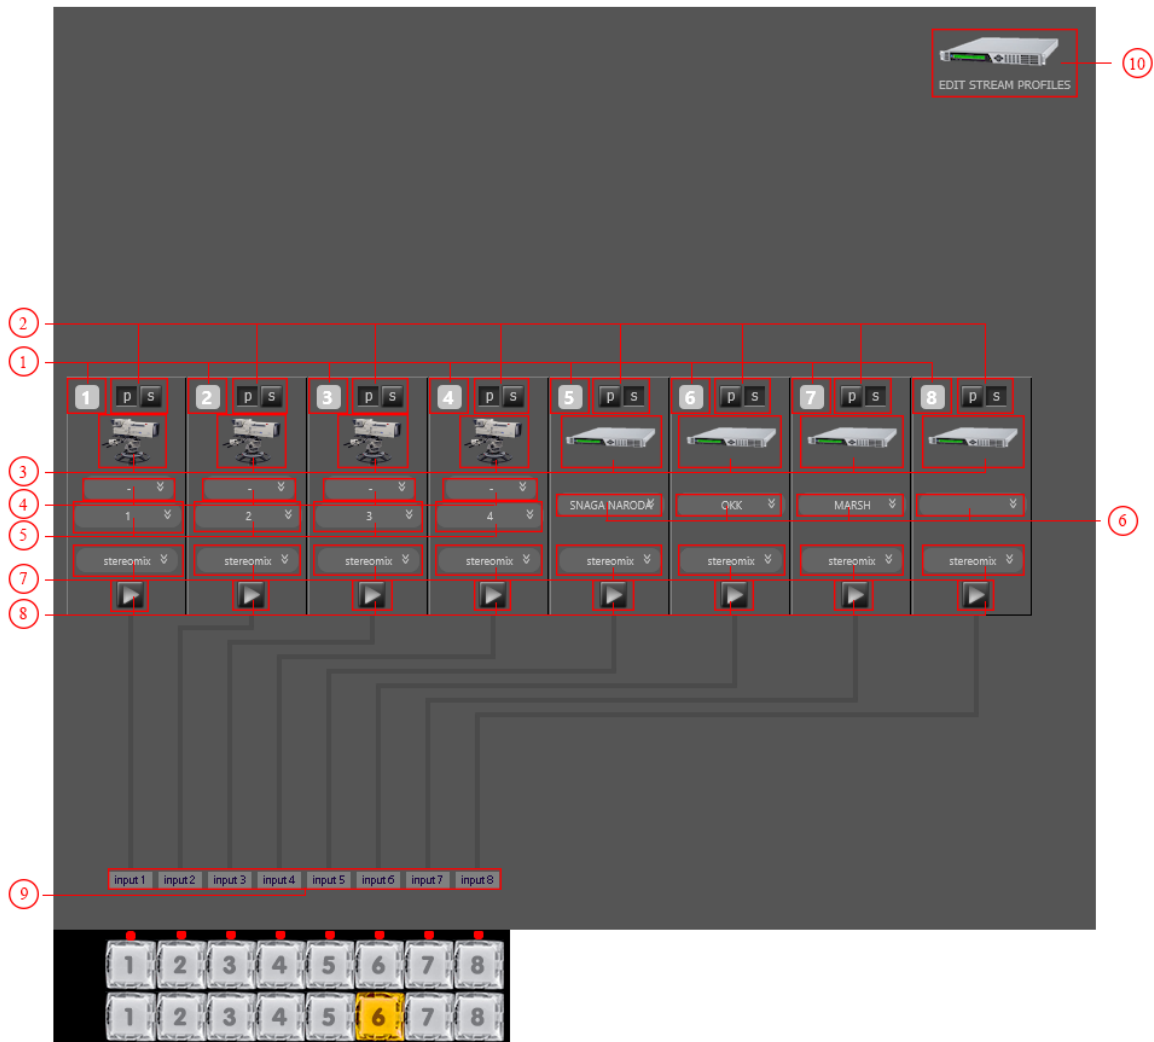 10
EDIT STREAM PROFILES
2
1
1 p s 2 p s 3 p s 4 p s 5 p s 6 p s 7 p s 8 p s
3
- - - -
4
SNAGA NARODA OKK MARSH
1 2 3 4
6
5
stereomix stereomix stereomix stereomix stereomix stereomix stereomix stereomix
7
8
input 1 input 2 input 3 input 4 input 5 input 6 input 7 input 8
9
1 2 3 4 5 6 7 8
1 2 3 4 5 6 7 8